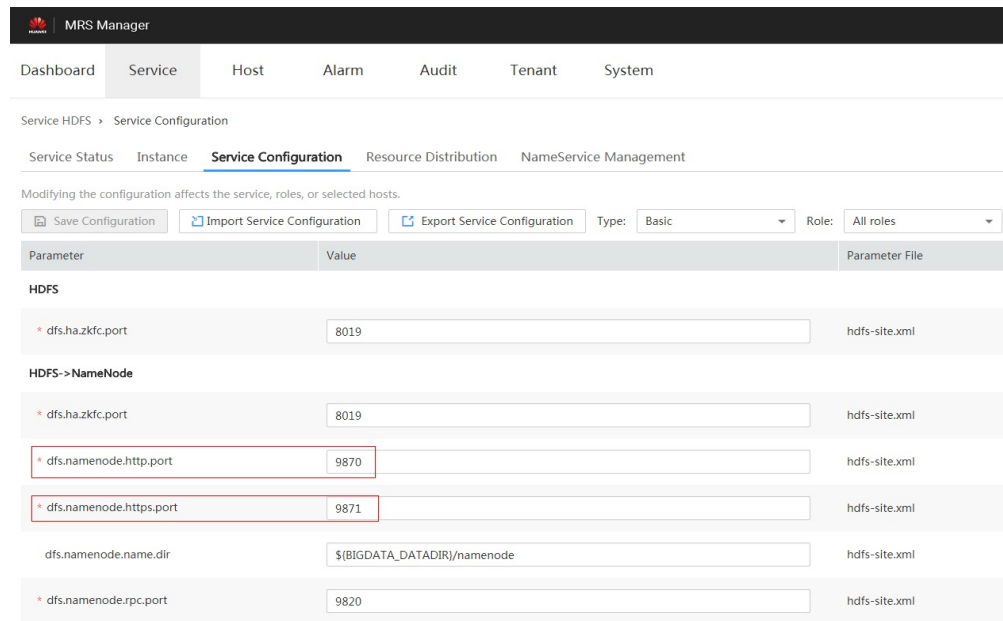 HUAWEI MRS Manager
Dashboard Service Host Alarm Audit Tenant System
Service HDFS › Service Configuration
Service Status Instance Service Configuration Resource Distribution NameService Management
Modifying the configuration affects the service, roles, or selected hosts.
Save Configuration Import Service Configuration Export Service Configuration Type: Basic Role: All roles
Parameter Value Parameter File
HDFS
* dfs.ha.zkfc.port 8019 hdfs-site.xml
HDFS->NameNode
* dfs.ha.zkfc.port 8019 hdfs-site.xml
* dfs.namenode.http.port 9870 hdfs-site.xml
* dfs.namenode.https.port 9871 hdfs-site.xml
dfs.namenode.name.dir ${BIGDATA_DATADIR}/namenode hdfs-site.xml
* dfs.namenode.rpc.port 9820 hdfs-site.xml